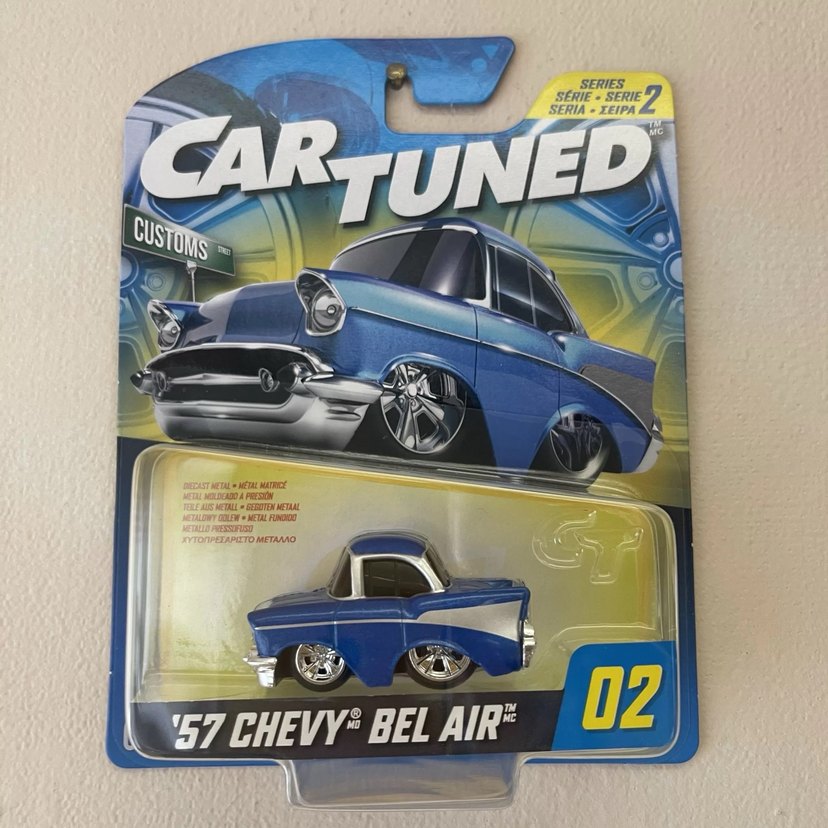 SERIES
SÉRIE • SERIE
SERIA • ΣΕΙΡΑ 2
CAR TUNED ™ MC
CUSTOMS STREET
DIECAST METAL • MÉTAL MATRICÉ
METAL MOLDEADO A PRESIÓN
TEILE AUS METALL • GEGOTEN METAAL
METALOWY ODLEW • METAL FUNDIDO
METALLO PRESSOFUSO
ΧΥΤΟΠΡΕΣΑΡΙΣΤΟ ΜΕΤΑΛΛΟ
CT
02
'57 CHEVY® MD BEL AIR™ MC